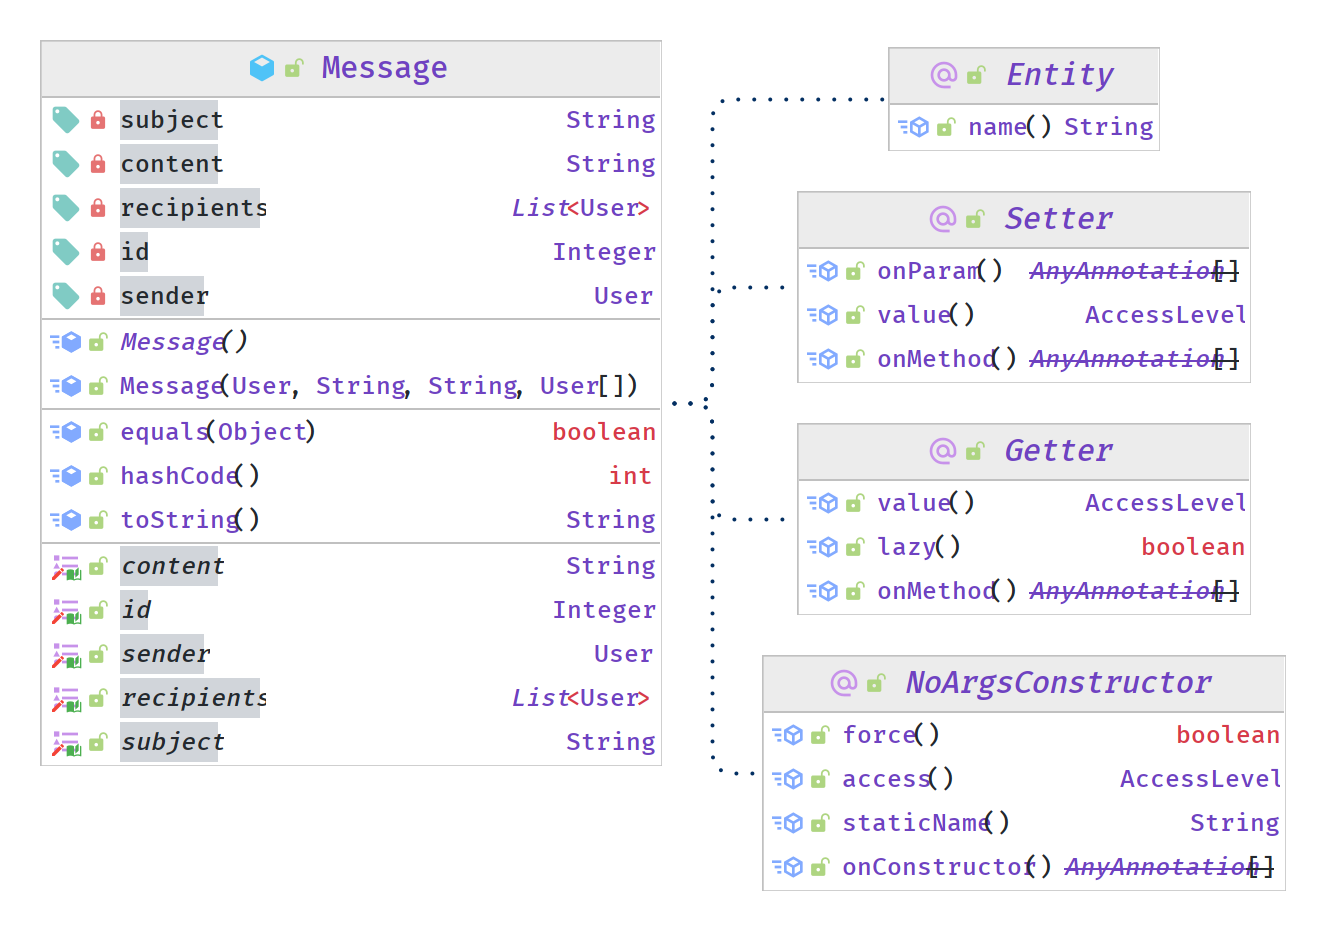 Message
subject String
content String
recipients List<User>
id Integer
sender User
Message()
Message(User, String, String, User[])
equals(Object) boolean
hashCode() int
toString() String
content String
id Integer
sender User
recipients List<User>
subject String
Entity
name() String
Setter
onParam() AnyAnnotation[]
value() AccessLevel
onMethod() AnyAnnotation[]
Getter
value() AccessLevel
lazy() boolean
onMethod() AnyAnnotation[]
NoArgsConstructor
force() boolean
access() AccessLevel
staticName() String
onConstructor() AnyAnnotation[]